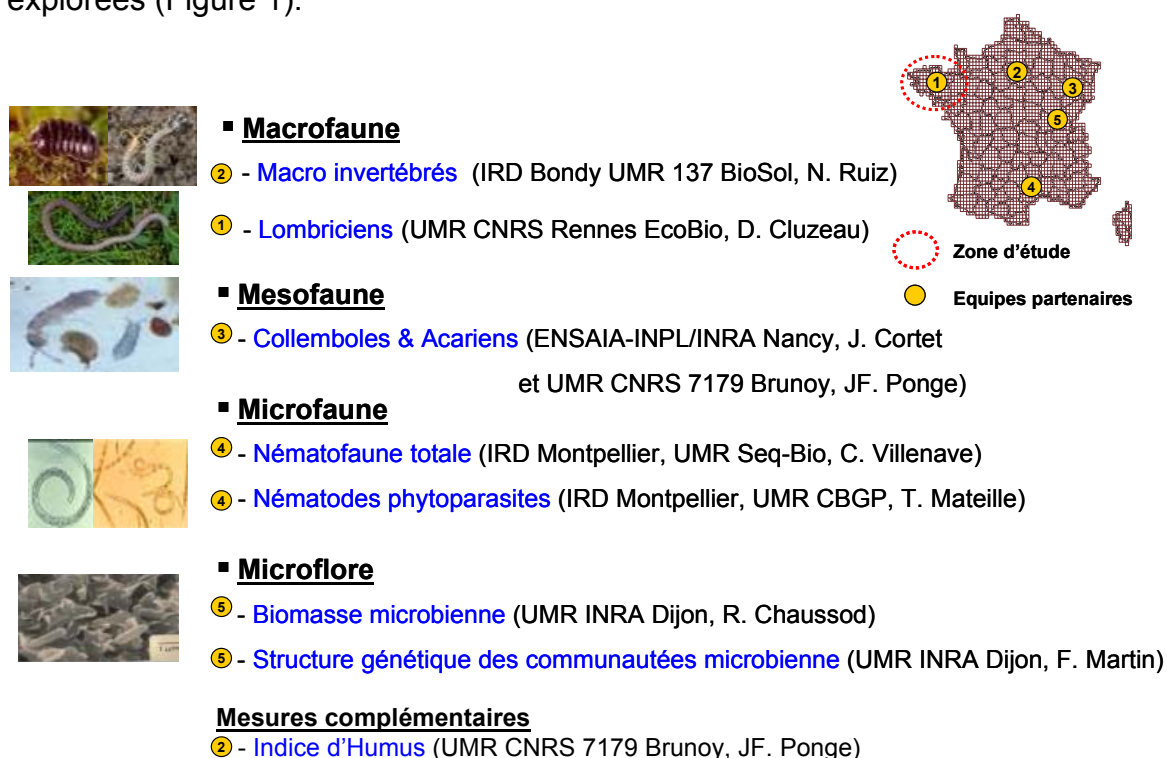 explorées (Figure 1).
2
1
3
5
4
Zone d'étude
Equipes partenaires
▪ Macrofaune
2 - Macro invertébrés (IRD Bondy UMR 137 BioSol, N. Ruiz)
1 - Lombriciens (UMR CNRS Rennes EcoBio, D. Cluzeau)
▪ Mesofaune
3 - Collemboles & Acariens (ENSAIA-INPL/INRA Nancy, J. Cortet
et UMR CNRS 7179 Brunoy, JF. Ponge)
▪ Microfaune
4 - Nématofaune totale (IRD Montpellier, UMR Seq-Bio, C. Villenave)
4 - Nématodes phytoparasites (IRD Montpellier, UMR CBGP, T. Mateille)
▪ Microflore
5 - Biomasse microbienne (UMR INRA Dijon, R. Chaussod)
5 - Structure génétique des communautées microbienne (UMR INRA Dijon, F. Martin)
Mesures complémentaires
2 - Indice d'Humus (UMR CNRS 7179 Brunoy, JF. Ponge)